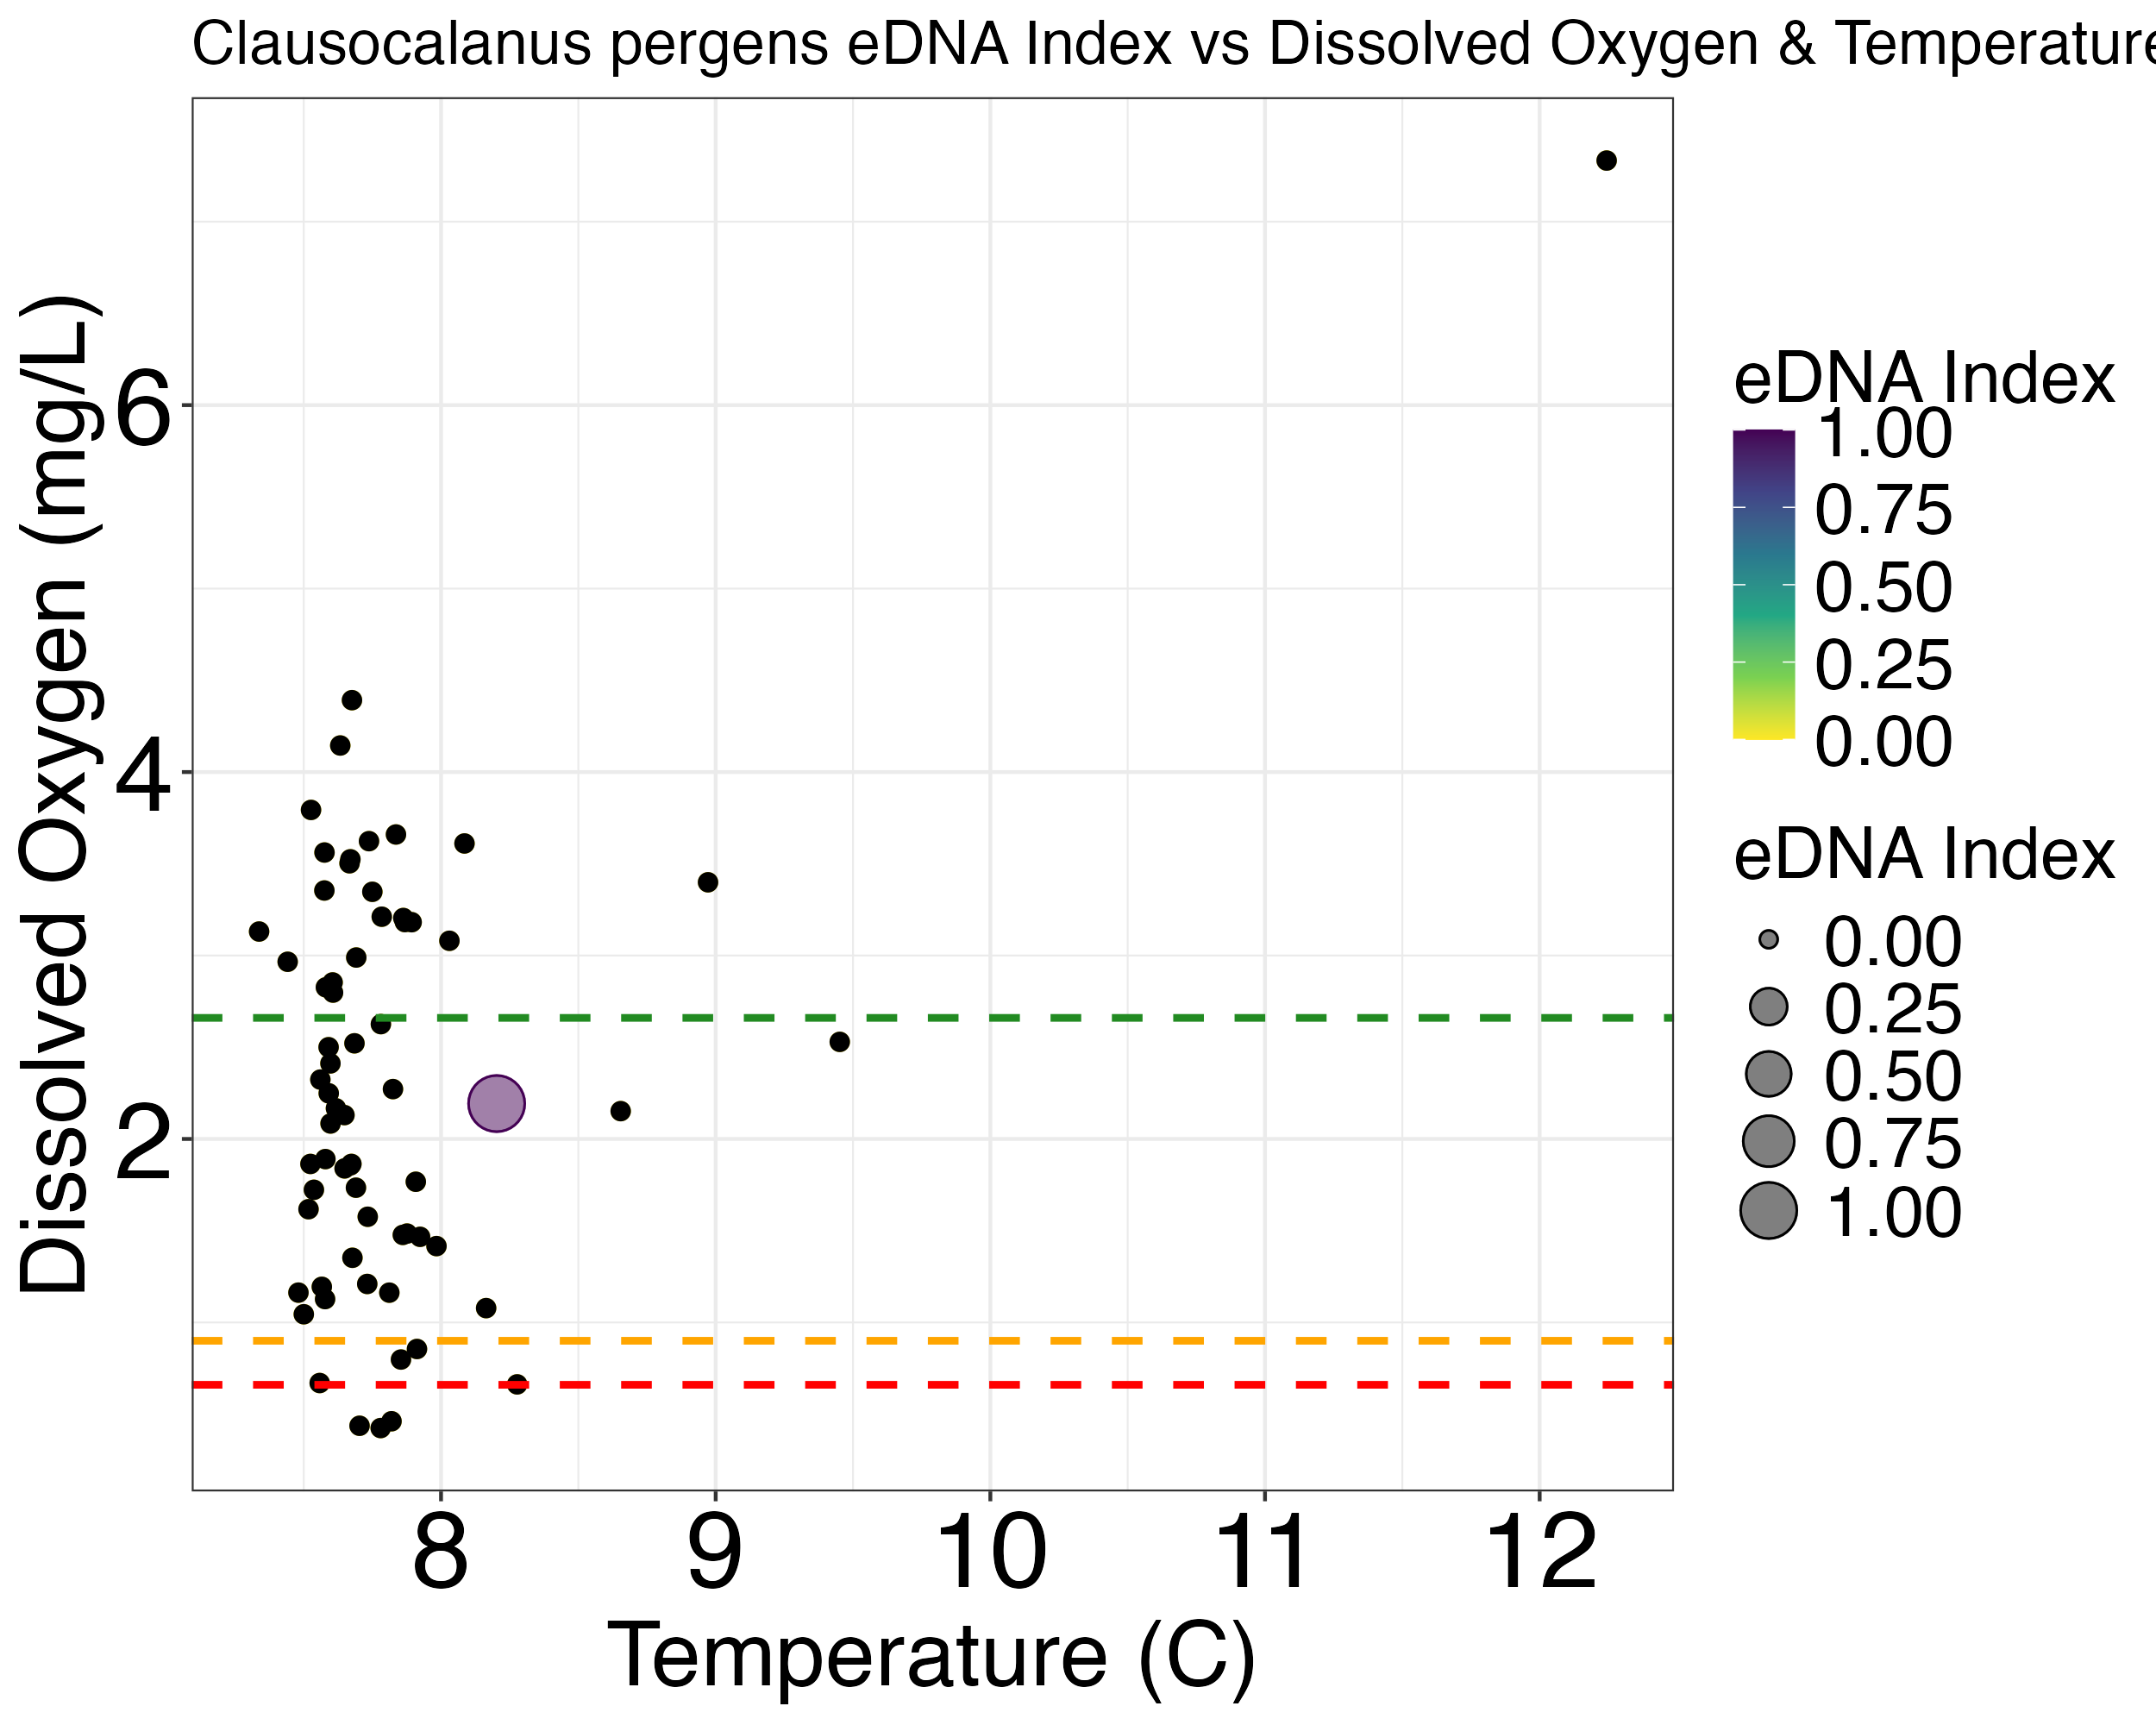 Clausocalanus pergens eDNA Index vs Dissolved Oxygen & Temperature
Dissolved Oxygen (mg/L)
6
4
2
8 9 10 11 12
Temperature (C)
eDNA Index
1.00
0.75
0.50
0.25
0.00
eDNA Index
0.00
0.25
0.50
0.75
1.00